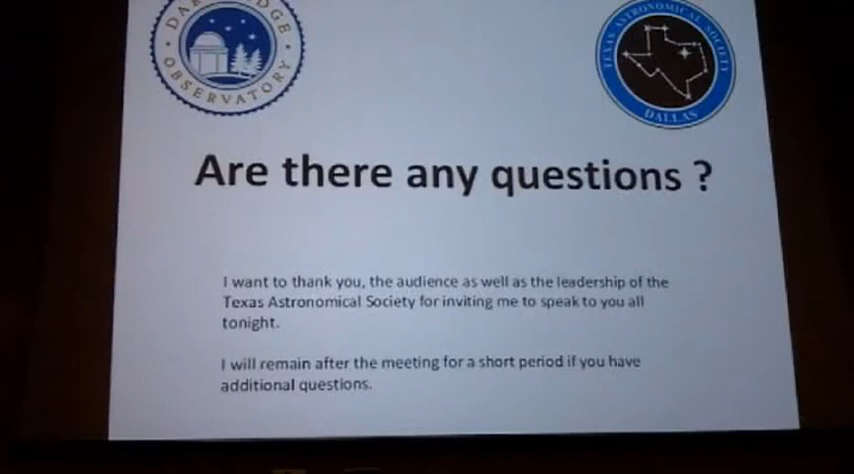 OBSERVATORY
TEXAS ASTRONOMICAL SOCIETY
DALLAS
Are there any questions ?
I want to thank you, the audience as well as the leadership of the
Texas Astronomical Society for inviting me to speak to you all
tonight.
I will remain after the meeting for a short period if you have
additional questions.